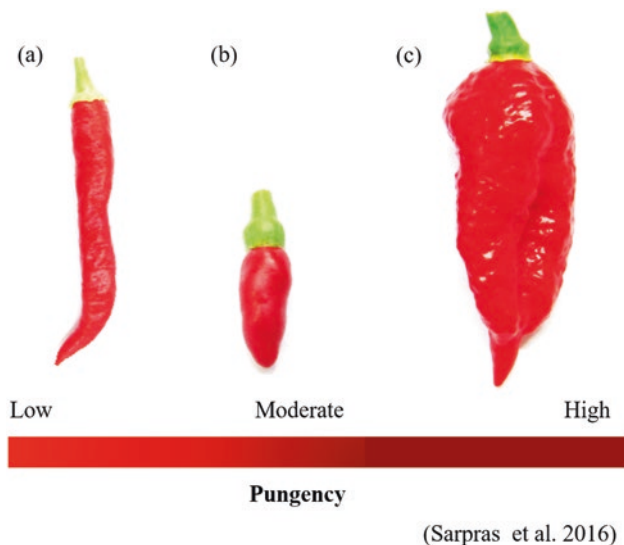 (a) (b) (c)
Low Moderate High
Pungency
(Sarpras et al. 2016)